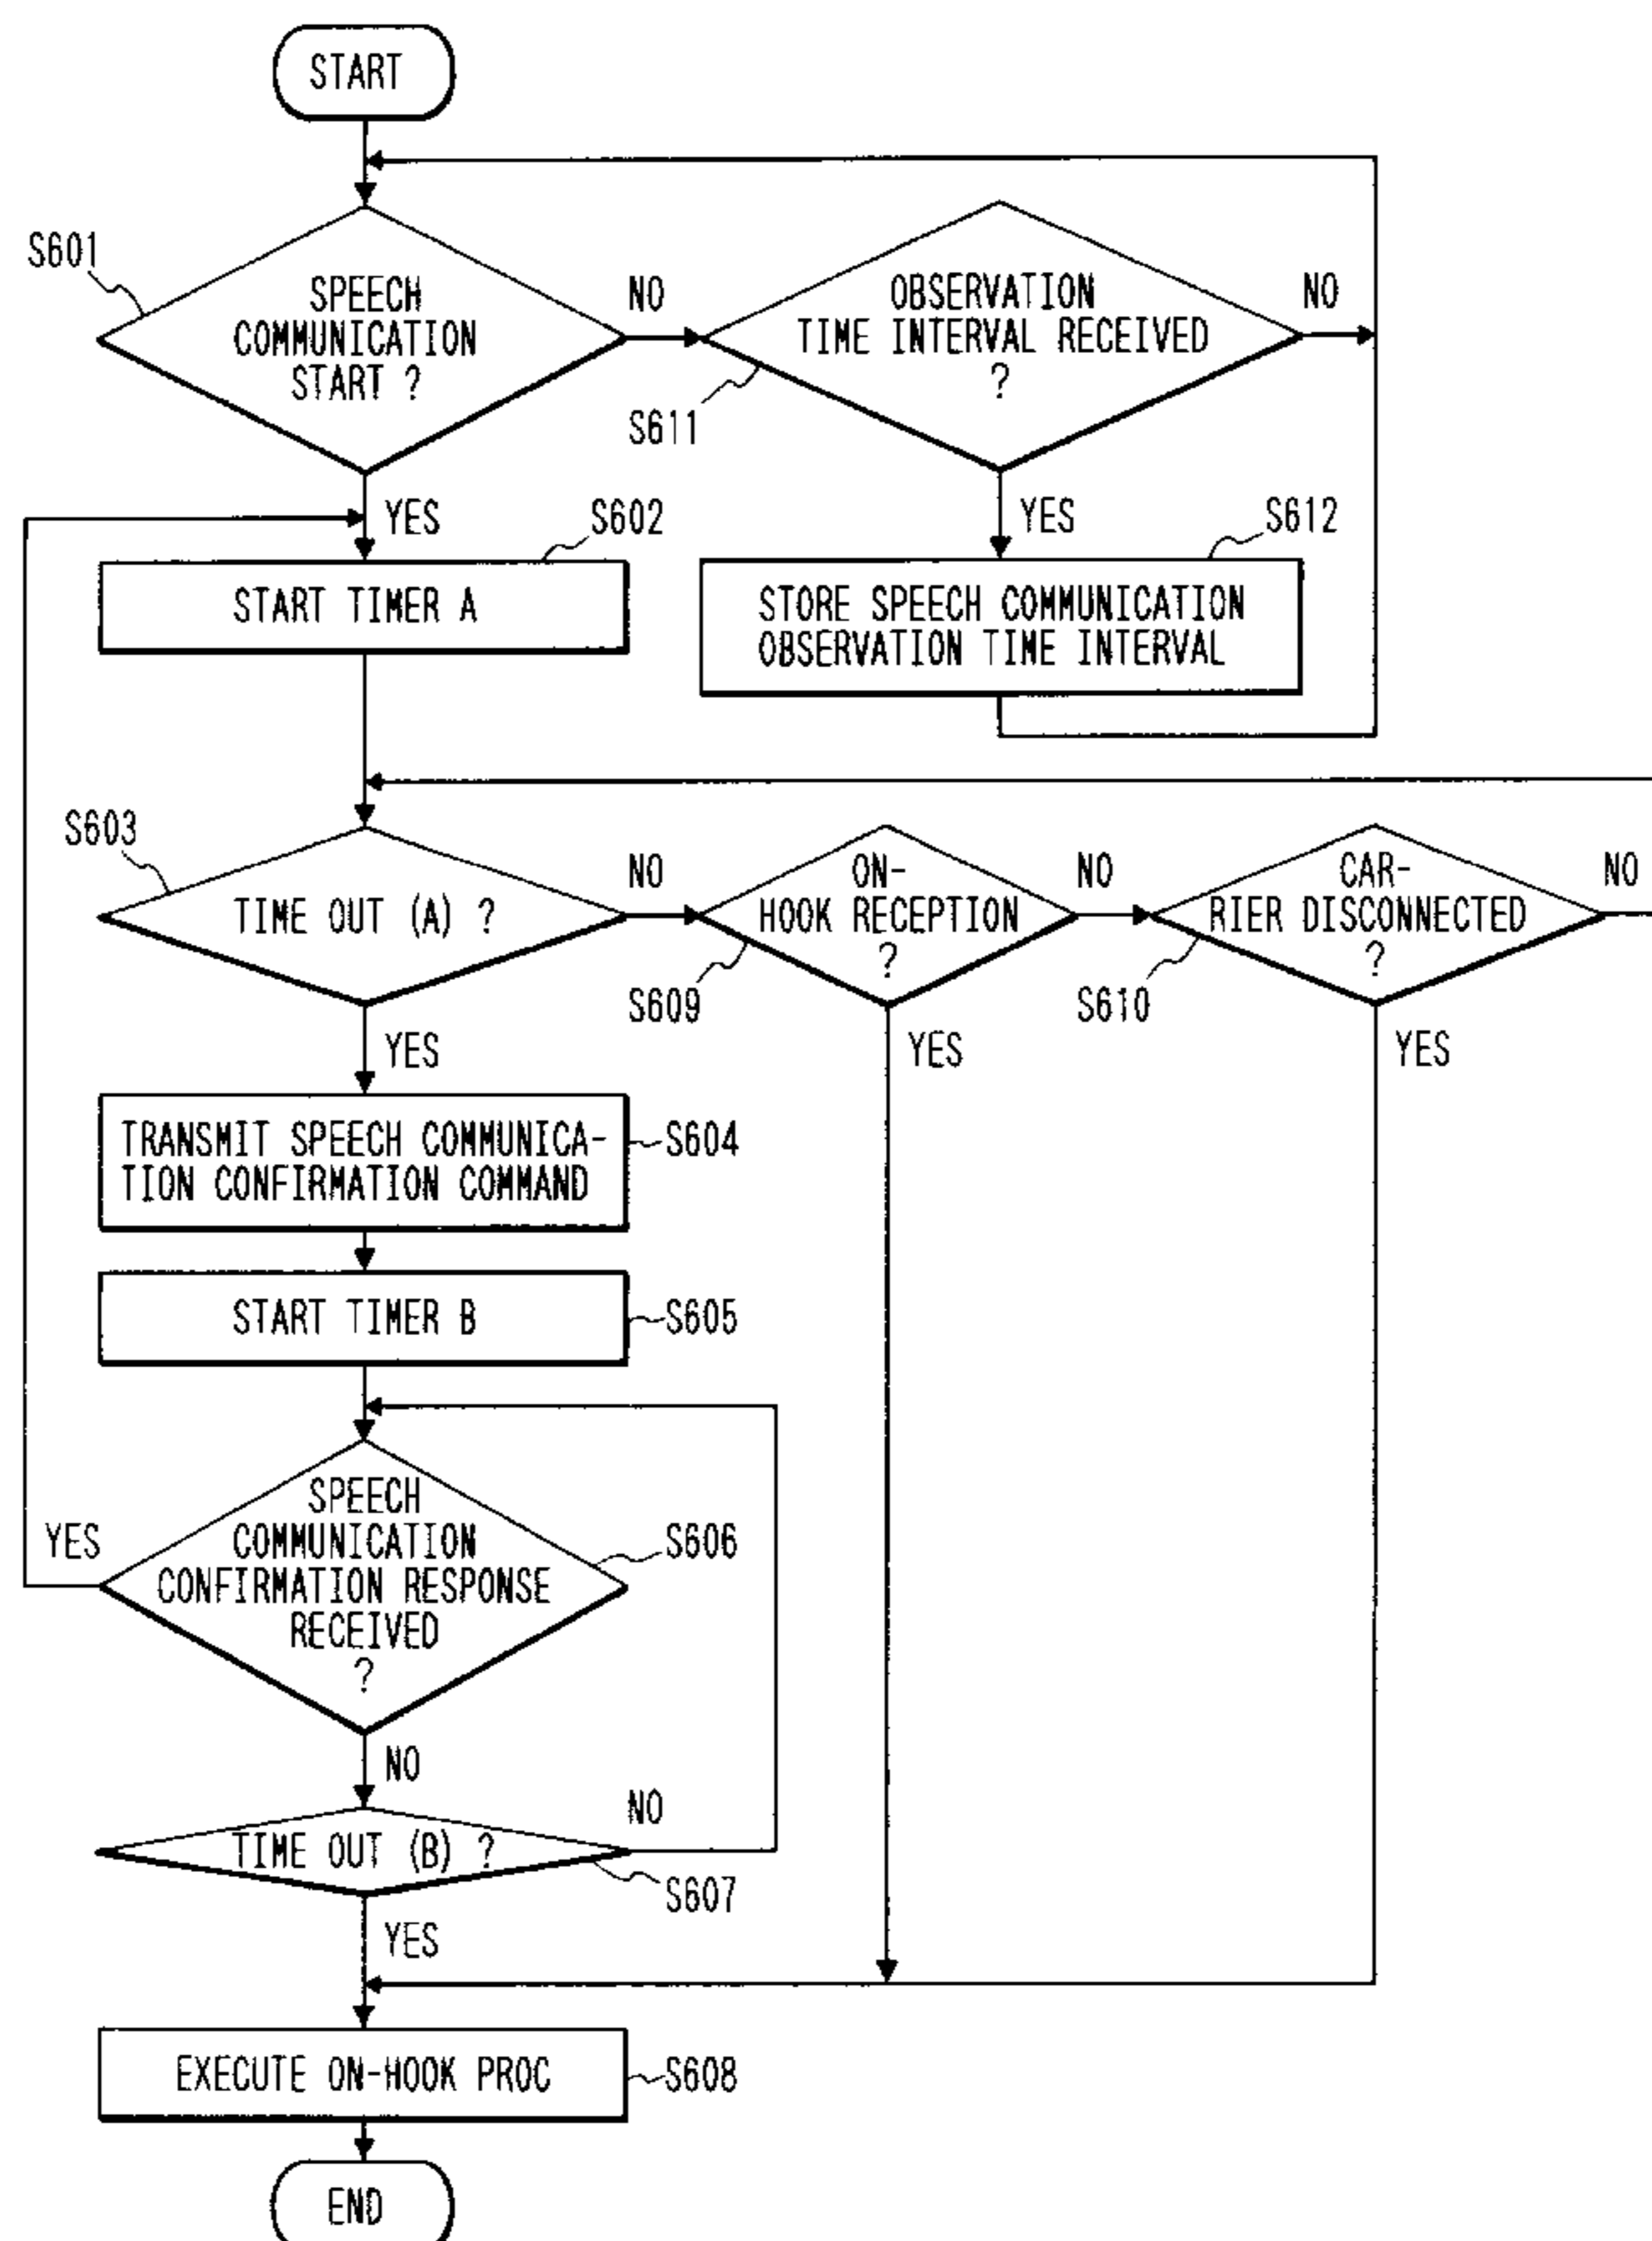 START
S601
SPEECH
COMMUNICATION
START ?
NO
OBSERVATION
TIME INTERVAL RECEIVED
?
NO
S611
YES
S602
YES
S612
START TIMER A
STORE SPEECH COMMUNICATION
OBSERVATION TIME INTERVAL
S603
TIME OUT (A) ?
NO
ON-
HOOK RECEPTION
?
NO
CAR-
RIER DISCONNECTED
?
NO
S609
S610
YES
YES
YES
TRANSMIT SPEECH COMMUNICA-
TION CONFIRMATION COMMAND
S604
START TIMER B
S605
SPEECH
COMMUNICATION
CONFIRMATION RESPONSE
RECEIVED
?
YES
S606
NO
NO
TIME OUT (B) ?
S607
YES
EXECUTE ON-HOOK PROC
S608
END